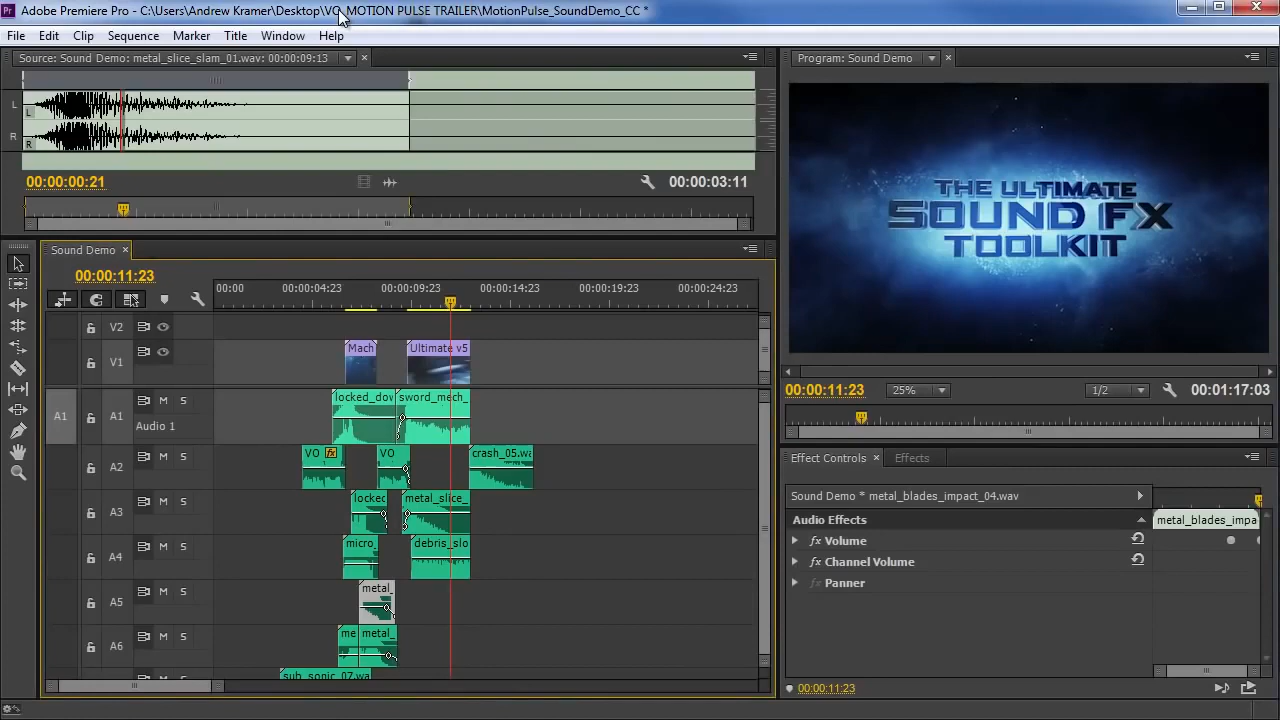 Adobe Premiere Pro - C:\Users\Andrew Kramer\Desktop\VO_MOTION PULSE TRAILER\MotionPulse_SoundDemo_CC *
File Edit Clip Sequence Marker Title Window Help
Source: Sound Demo: metal_slice_slam_01.wav: 00:00:09:13
L
L
R
R
00:00:00:21
00:00:03:11
Program: Sound Demo
THE ULTIMATE
SOUND FX
TOOLKIT
00:00:11:23
25%
1/2
00:01:17:03
Sound Demo
00:00:11:23
00:00 00:00:04:23 00:00:09:23 00:00:14:23 00:00:19:23 00:00:24:23
V2
V1
Mach
Ultimate v5
A1 A1 M S
Audio 1
locked_dov
sword_mech_
A2 M S
VO fx
VO
crash_05.wa
A3 M S
locked
metal_slice_
A4 M S
micro_
debris_slo
A5 M S
metal_
A6 M S
me
metal_
sub_sonic_07.wa
Effect Controls
Effects
Sound Demo * metal_blades_impact_04.wav
Audio Effects
metal_blades_impa
fx Volume
fx Channel Volume
fx Panner
00:00:11:23